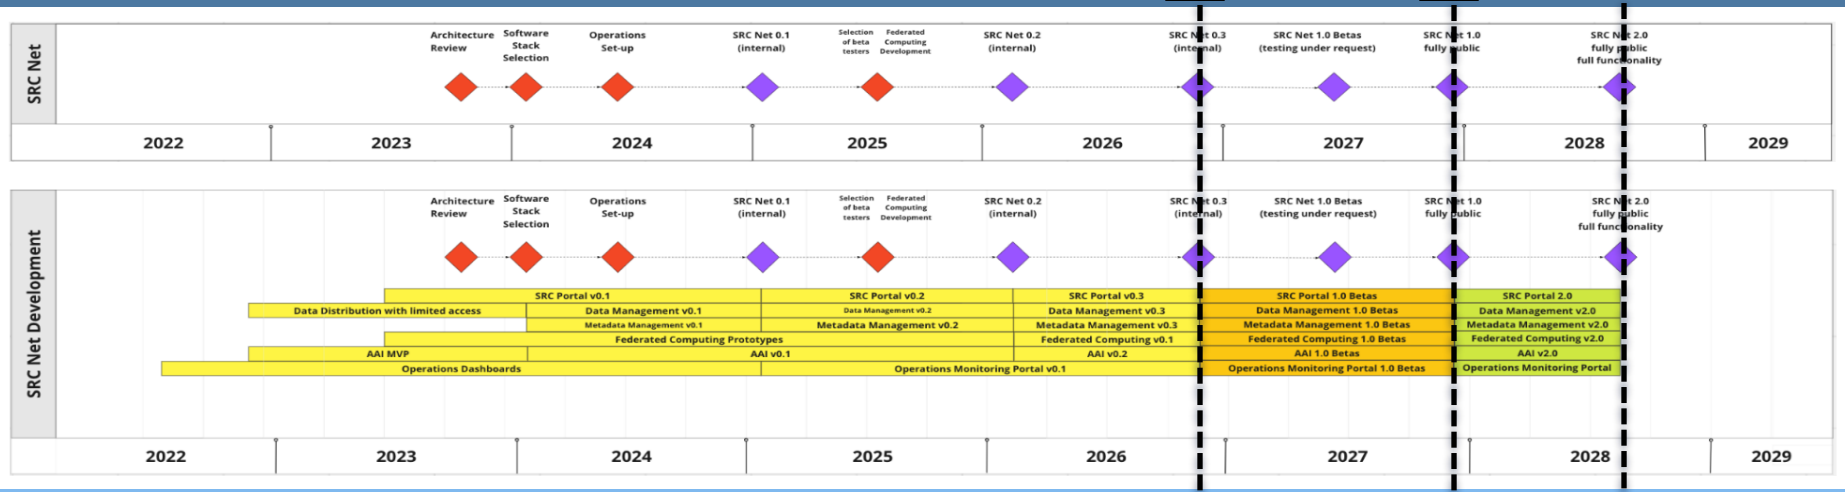 SRC Net
Architecture
Review
Software
Stack
Selection
Operations
Set-up
SRC Net 0.1
(internal)
Selection
of beta
testers
Federated
Computing
Development
SRC Net 0.2
(internal)
SRC Net 0.3
(internal)
SRC Net 1.0 Betas
(testing under request)
SRC Net 1.0
fully public
SRC Net 2.0
fully public
full functionality
2022 2023 2024 2025 2026 2027 2028 2029
SRC Net Development
Architecture
Review
Software
Stack
Selection
Operations
Set-up
SRC Net 0.1
(internal)
Selection
of beta
testers
Federated
Computing
Development
SRC Net 0.2
(internal)
SRC Net 0.3
(internal)
SRC Net 1.0 Betas
(testing under request)
SRC Net 1.0
fully public
SRC Net 2.0
fully public
full functionality
SRC Portal v0.1 SRC Portal v0.2 SRC Portal v0.3 SRC Portal 1.0 Betas SRC Portal 2.0
Data Distribution with limited access Data Management v0.1 Data Management v0.2 Data Management v0.3 Data Management 1.0 Betas Data Management v2.0
Metadata Management v0.1 Metadata Management v0.2 Metadata Management v0.3 Metadata Management 1.0 Betas Metadata Management v2.0
Federated Computing Prototypes Federated Computing v0.1 Federated Computing 1.0 Betas Federated Computing v2.0
AAI MVP AAI v0.1 AAI v0.2 AAI 1.0 Betas AAI v2.0
Operations Dashboards Operations Monitoring Portal v0.1 Operations Monitoring Portal 1.0 Betas Operations Monitoring Portal
2022 2023 2024 2025 2026 2027 2028 2029